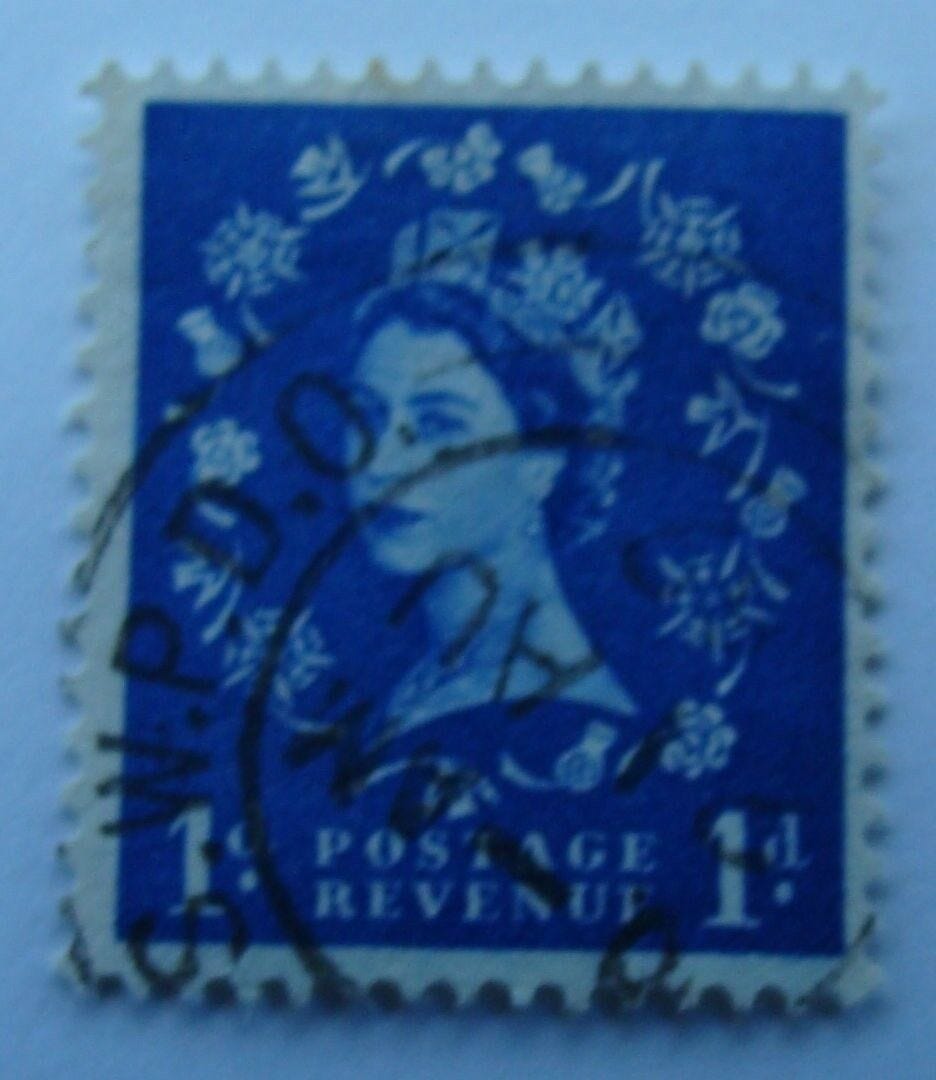 S.W.P.D.O.
1d.
POSTAGE
REVENUE
1d.